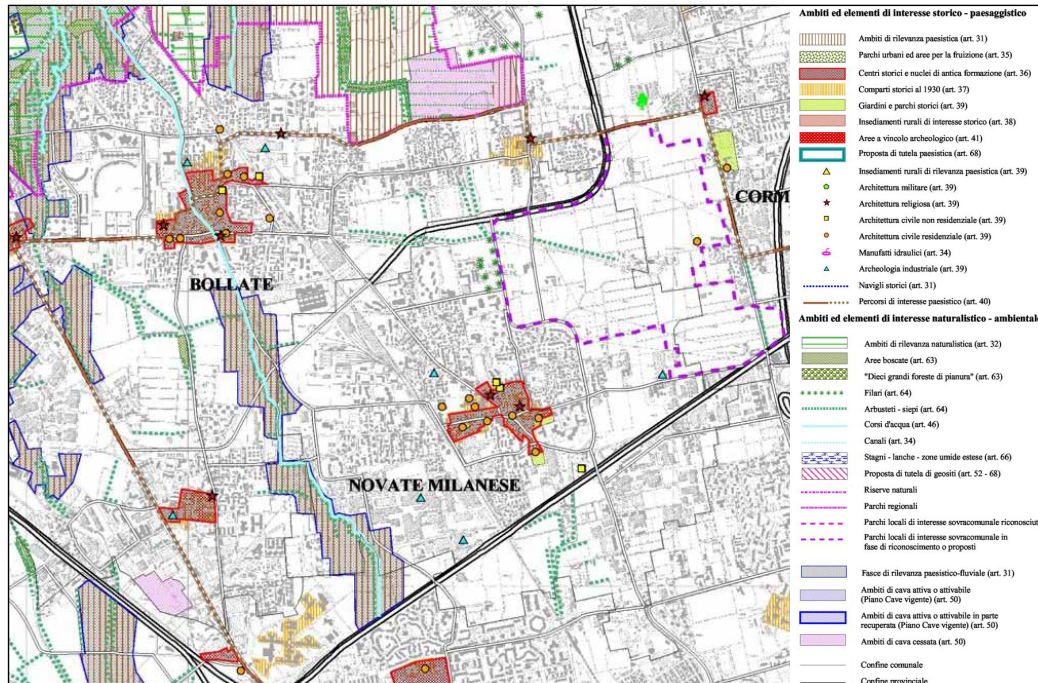 BOLLATE
NOVATE MILANESE
CORM
Ambiti ed elementi di interesse storico - paesaggistico
Ambiti di rilevanza paesistica (art. 31)
Parchi urbani ed aree per la fruizione (art. 35)
Centri storici e nuclei di antica formazione (art. 36)
Comparti storici al 1930 (art. 37)
Giardini e parchi storici (art. 39)
Insediamenti rurali di interesse storico (art. 38)
Aree a vincolo archeologico (art. 41)
Proposta di tutela paesistica (art. 68)
Insediamenti rurali di rilevanza paesistica (art. 39)
Architettura militare (art. 39)
Architettura religiosa (art. 39)
Architettura civile non residenziale (art. 39)
Architettura civile residenziale (art. 39)
Manufatti idraulici (art. 34)
Archeologia industriale (art. 39)
Navigli storici (art. 31)
Percorsi di interesse paesistico (art. 40)
Ambiti ed elementi di interesse naturalistico - ambientale
Ambiti di rilevanza naturalistica (art. 32)
Aree boscate (art. 63)
"Dieci grandi foreste di pianura" (art. 63)
Filari (art. 64)
Arbusteti - siepi (art. 64)
Corsi d'acqua (art. 46)
Canali (art. 34)
Stagni - lanche - zone umide estese (art. 66)
Proposta di tutela di geositi (art. 52 - 68)
Riserve naturali
Parchi regionali
Parchi locali di interesse sovracomunale riconosciut
Parchi locali di interesse sovracomunale in
fase di riconoscimento o proposti
Fasce di rilevanza paesistico-fluviale (art. 31)
Ambiti di cava attiva o attivabile
(Piano Cave vigente) (art. 50)
Ambiti di cava attiva o attivabile in parte
recuperata (Piano Cave vigente) (art. 50)
Ambiti di cava cessata (art. 50)
Confine comunale
Confine provinciale